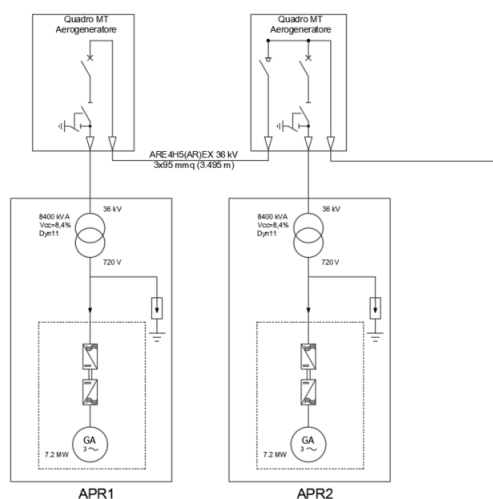 Quadro MT
Aerogeneratore
Quadro MT
Aerogeneratore
ARE4H5(AR)EX 36 kV
3x95 mmq (3.495 m)
36 kV
8400 kVA
Vcc=8,4%
Dyn11
720 V
36 kV
8400 kVA
Vcc=8,4%
Dyn11
720 V
GA
3
7.2 MW
GA
3
7.2 MW
APR1
APR2